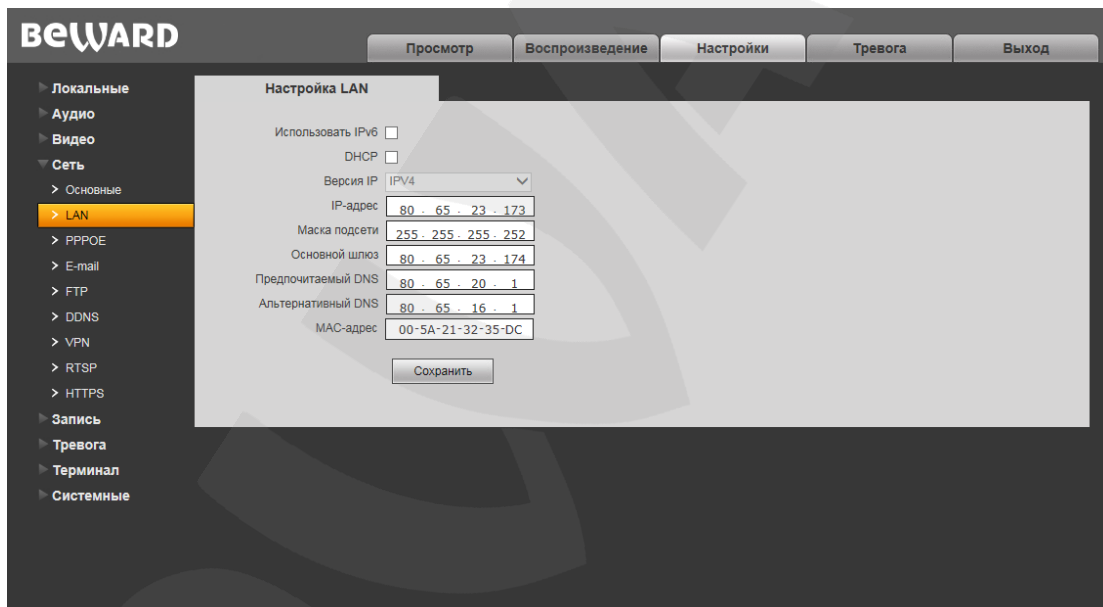 BEWARD
Просмотр Воспроизведение Настройки Тревога Выход
Локальные
Аудио
Видео
Сеть
> Основные
> LAN
> PPPOE
> E-mail
> FTP
> DDNS
> VPN
> RTSP
> HTTPS
Запись
Тревога
Терминал
Системные
Настройка LAN
Использовать IPv6
DHCP
Версия IP IPV4
IP-адрес 80 . 65 . 23 . 173
Маска подсети 255 . 255 . 255 . 252
Основной шлюз 80 . 65 . 23 . 174
Предпочитаемый DNS 80 . 65 . 20 . 1
Альтернативный DNS 80 . 65 . 16 . 1
MAC-адрес 00-5A-21-32-35-DC
Сохранить